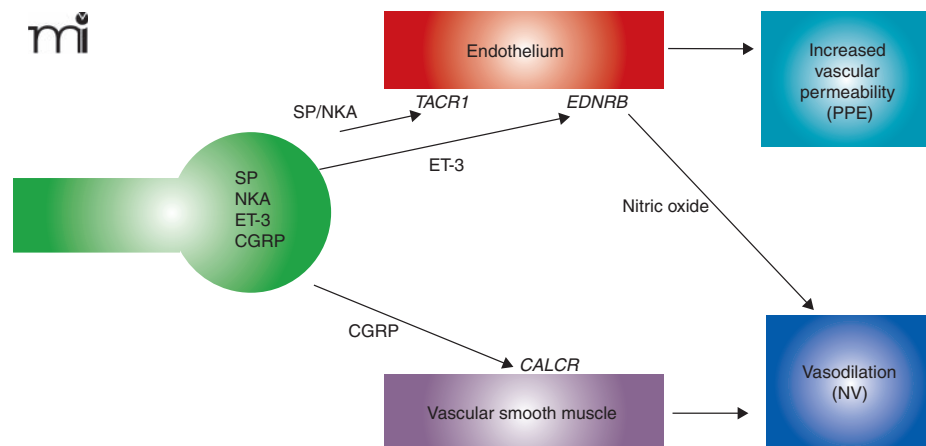 mi
Endothelium
Increased
vascular
permeability
(PPE)
SP/NKA
TACR1
EDNRB
ET-3
SP
NKA
ET-3
CGRP
Nitric oxide
CGRP
CALCR
Vascular smooth muscle
Vasodilation
(NV)